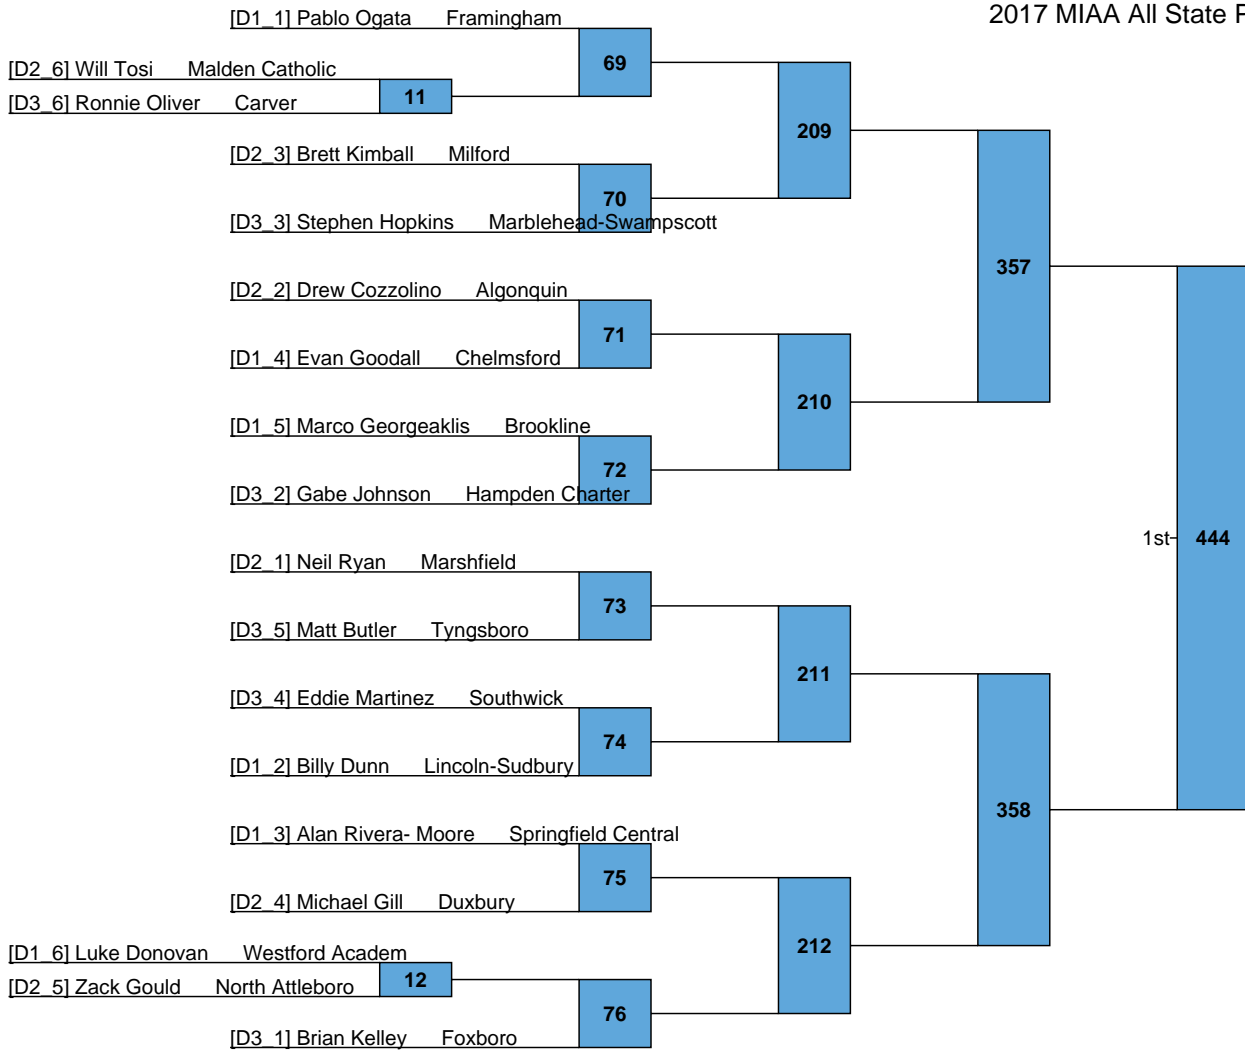 2017 MIAA All State F
[D1_1] Pablo Ogata Framingham
69
[D2_6] Will Tosi Malden Catholic
11
[D3_6] Ronnie Oliver Carver
209
[D2_3] Brett Kimball Milford
70
[D3_3] Stephen Hopkins Marblehead-Swampscott
357
[D2_2] Drew Cozzolino Algonquin
71
[D1_4] Evan Goodall Chelmsford
210
[D1_5] Marco Georgeaklis Brookline
72
[D3_2] Gabe Johnson Hampden Charter
1st 444
[D2_1] Neil Ryan Marshfield
73
[D3_5] Matt Butler Tyngsboro
211
[D3_4] Eddie Martinez Southwick
74
[D1_2] Billy Dunn Lincoln-Sudbury
358
[D1_3] Alan Rivera- Moore Springfield Central
75
[D2_4] Michael Gill Duxbury
212
[D1_6] Luke Donovan Westford Academ
12
[D2_5] Zack Gould North Attleboro
76
[D3_1] Brian Kelley Foxboro